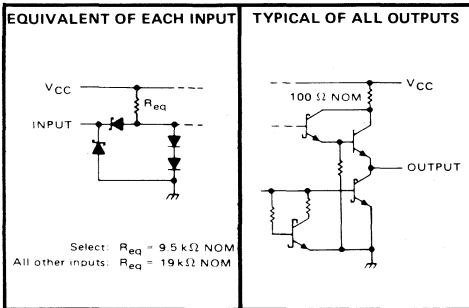 EQUIVALENT OF EACH INPUT
VCC
Req
INPUT
Select: Req = 9.5 kΩ NOM
All other inputs: Req = 19 kΩ NOM
TYPICAL OF ALL OUTPUTS
VCC
100 Ω NOM
OUTPUT